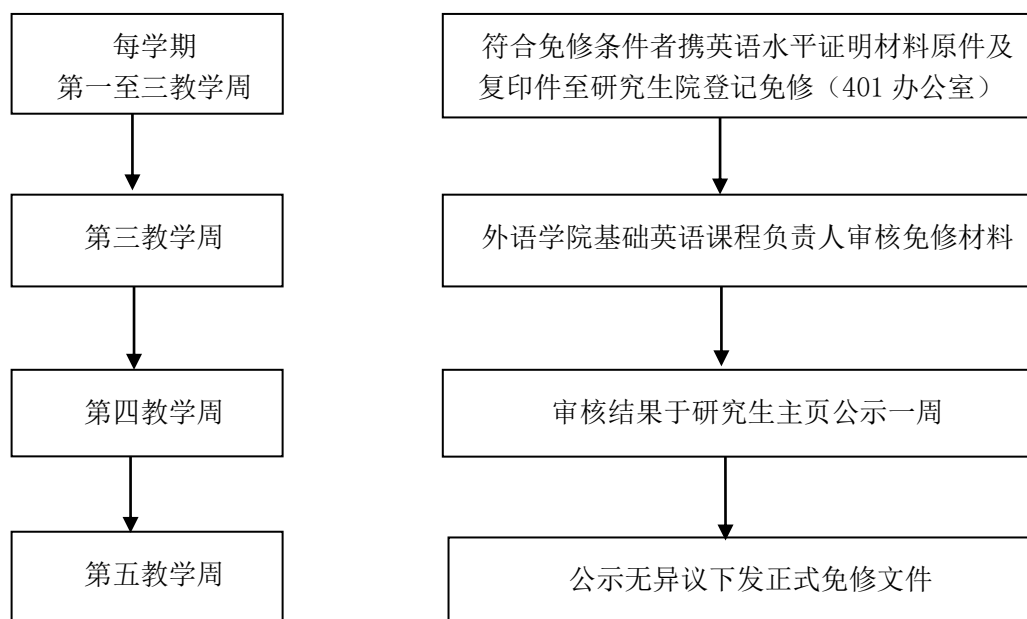 每学期
第一至三教学周
符合免修条件者携英语水平证明材料原件及
复印件至研究生院登记免修（401 办公室）
第三教学周
外语学院基础英语课程负责人审核免修材料
第四教学周
审核结果于研究生主页公示一周
第五教学周
公示无异议下发正式免修文件